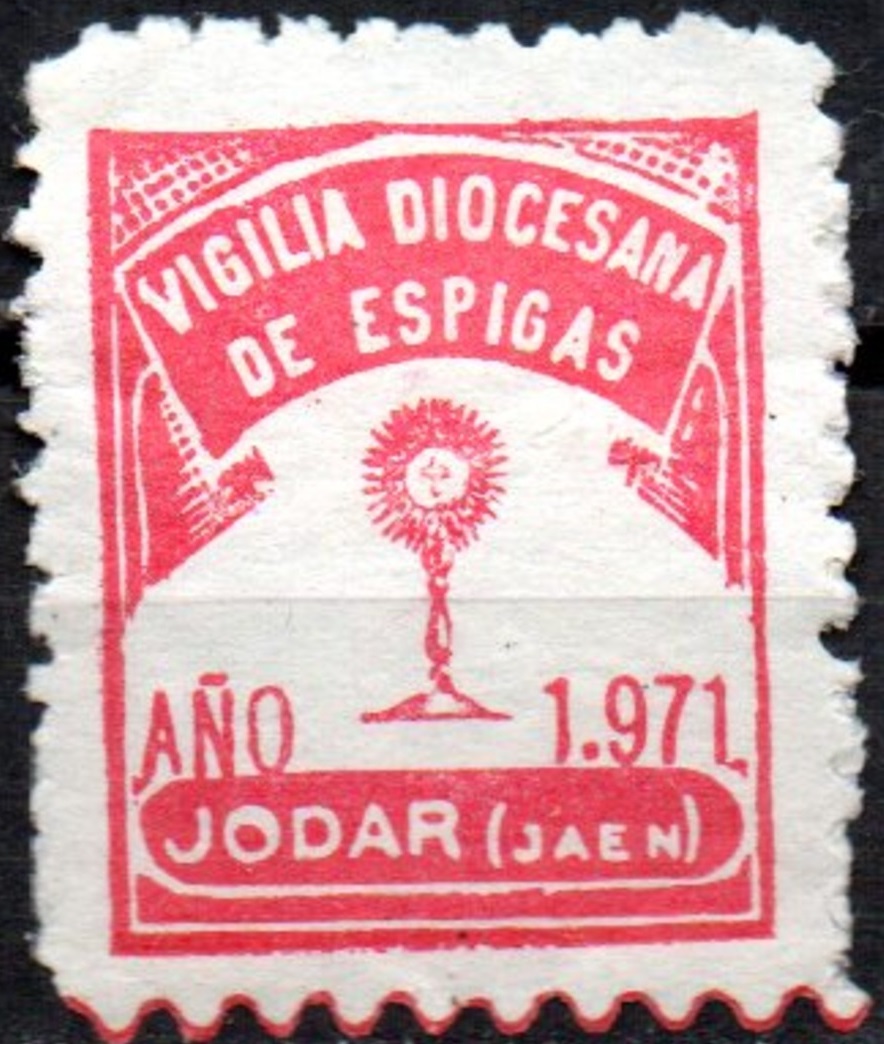 VIGILIA DIOCESANA
DE ESPIGAS
AÑO 1.971
JODAR (JAEN)